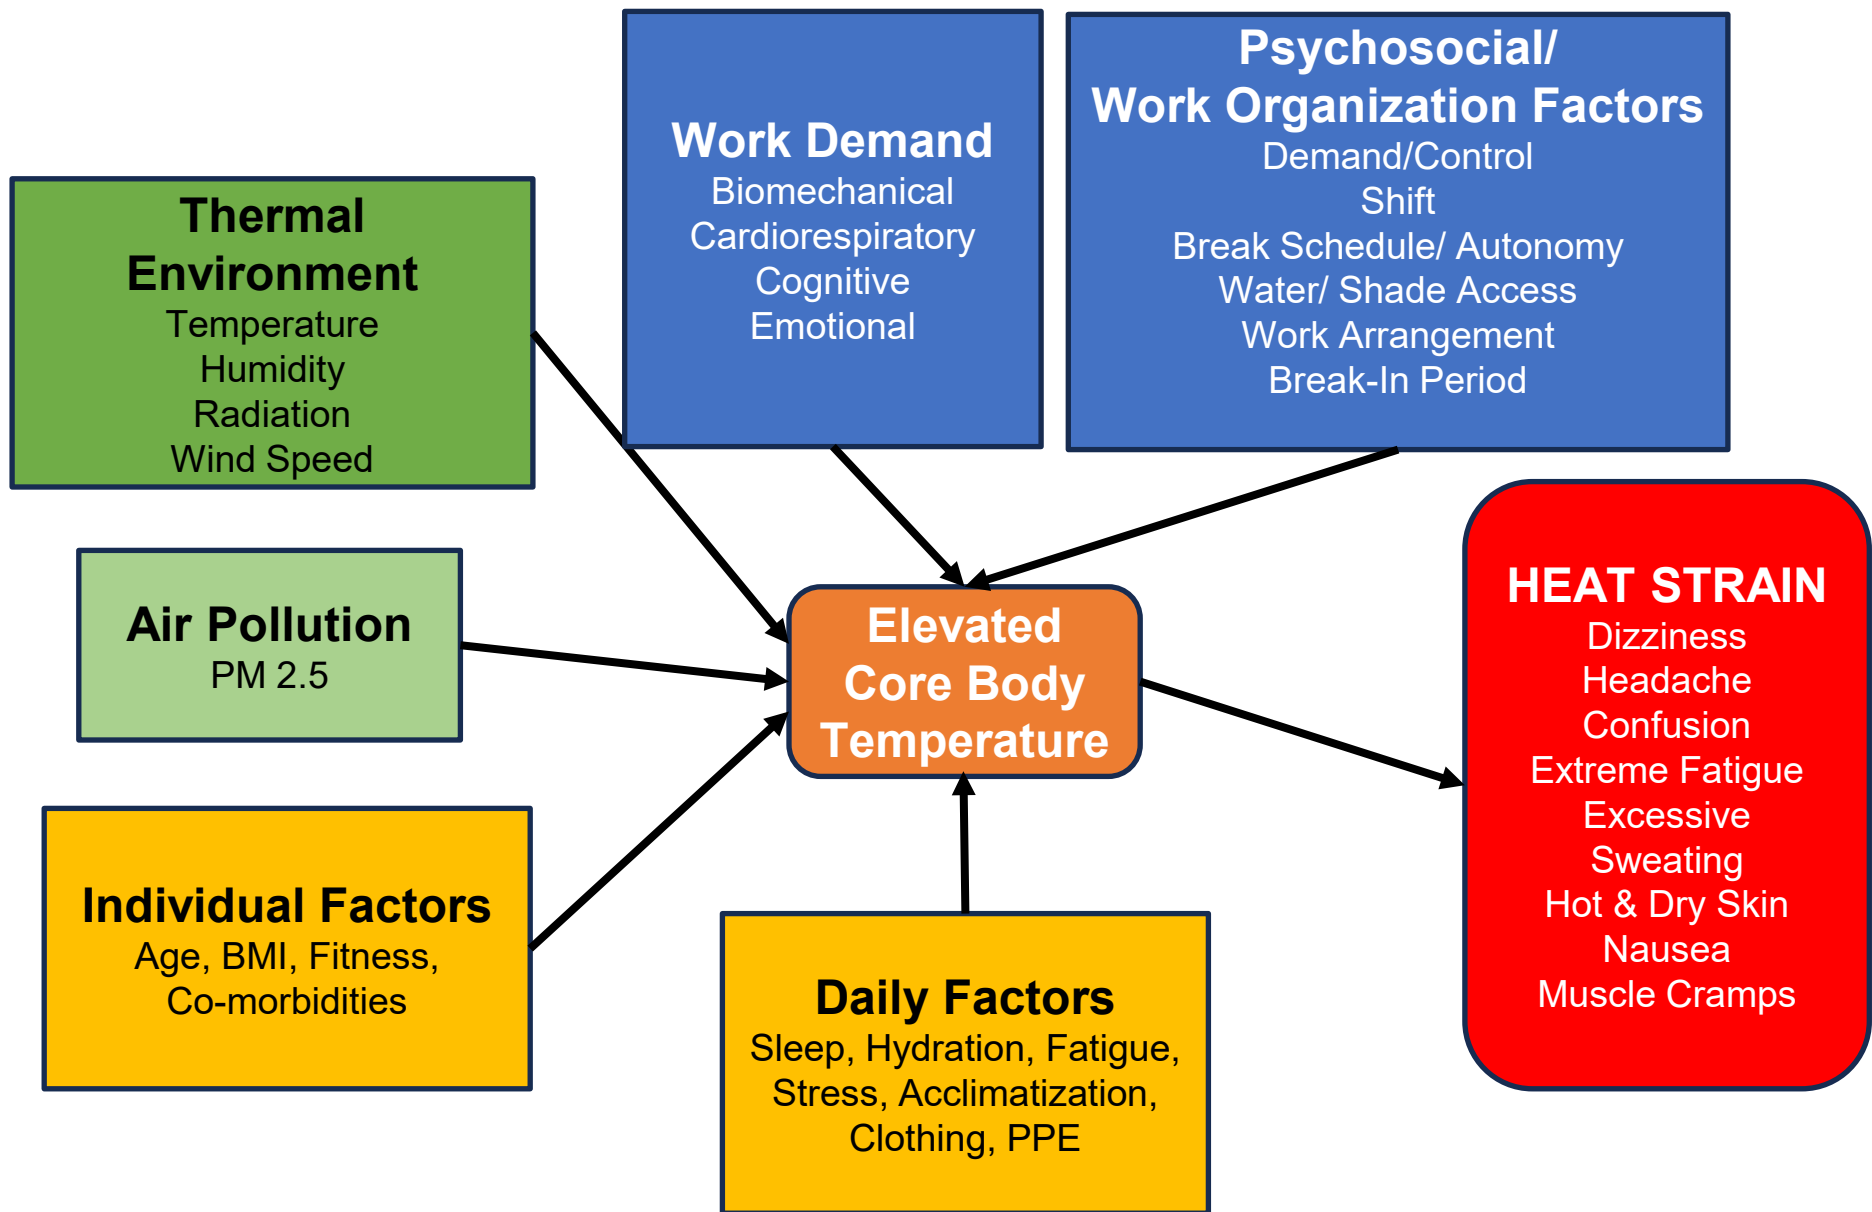 Work Demand
Biomechanical
Cardiorespiratory
Cognitive
Emotional
Psychosocial/
Work Organization Factors
Demand/Control
Shift
Break Schedule/ Autonomy
Water/ Shade Access
Work Arrangement
Break-In Period
Thermal
Environment
Temperature
Humidity
Radiation
Wind Speed
Air Pollution
PM 2.5
Elevated
Core Body
Temperature
HEAT STRAIN
Dizziness
Headache
Confusion
Extreme Fatigue
Excessive
Sweating
Hot & Dry Skin
Nausea
Muscle Cramps
Individual Factors
Age, BMI, Fitness,
Co-morbidities
Daily Factors
Sleep, Hydration, Fatigue,
Stress, Acclimatization,
Clothing, PPE